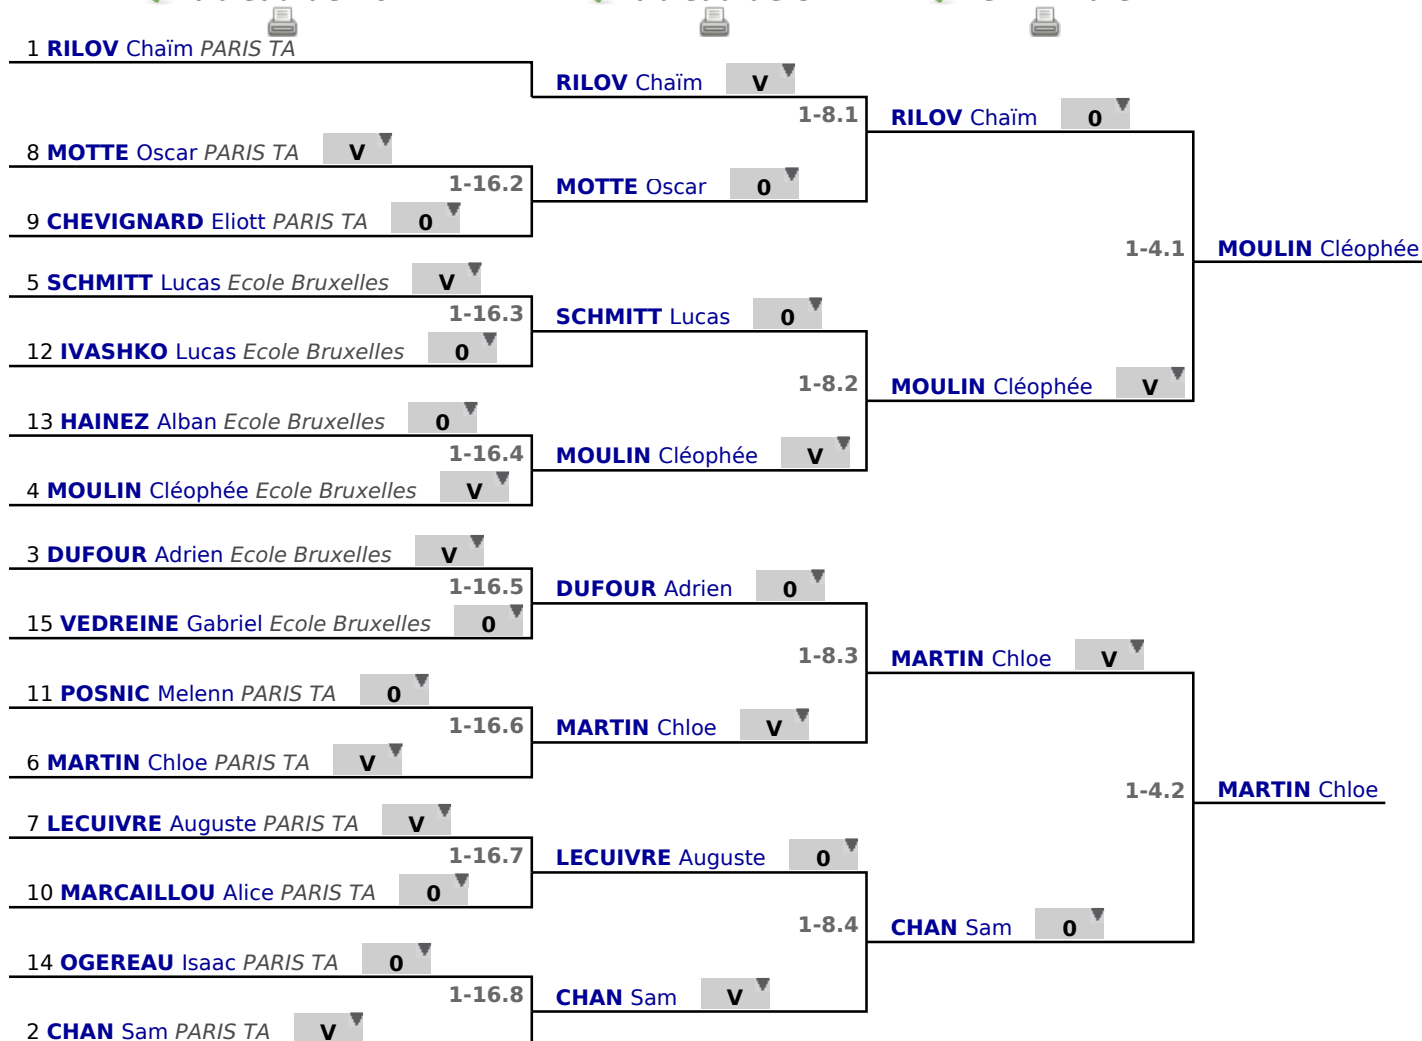 1 RILOV Chaïm PARIS TA
RILOV Chaïm V
1-8.1
RILOV Chaïm 0
8 MOTTE Oscar PARIS TA V
1-16.2
MOTTE Oscar 0
9 CHEVIGNARD Eliott PARIS TA 0
1-4.1
MOULIN Cléophée
5 SCHMITT Lucas Ecole Bruxelles V
1-16.3
SCHMITT Lucas 0
12 IVASHKO Lucas Ecole Bruxelles 0
1-8.2
MOULIN Cléophée V
13 HAINEZ Alban Ecole Bruxelles 0
1-16.4
MOULIN Cléophée V
4 MOULIN Cléophée Ecole Bruxelles V
3 DUFOUR Adrien Ecole Bruxelles V
1-16.5
DUFOUR Adrien 0
15 VEDREINE Gabriel Ecole Bruxelles 0
1-8.3
MARTIN Chloe V
11 POSNIC Melenn PARIS TA 0
1-16.6
MARTIN Chloe V
6 MARTIN Chloe PARIS TA V
1-4.2
MARTIN Chloe
7 LECUIVRE Auguste PARIS TA V
1-16.7
LECUIVRE Auguste 0
10 MARCAILLOU Alice PARIS TA 0
1-8.4
CHAN Sam 0
14 OGEREAU Isaac PARIS TA 0
1-16.8
CHAN Sam V
2 CHAN Sam PARIS TA V